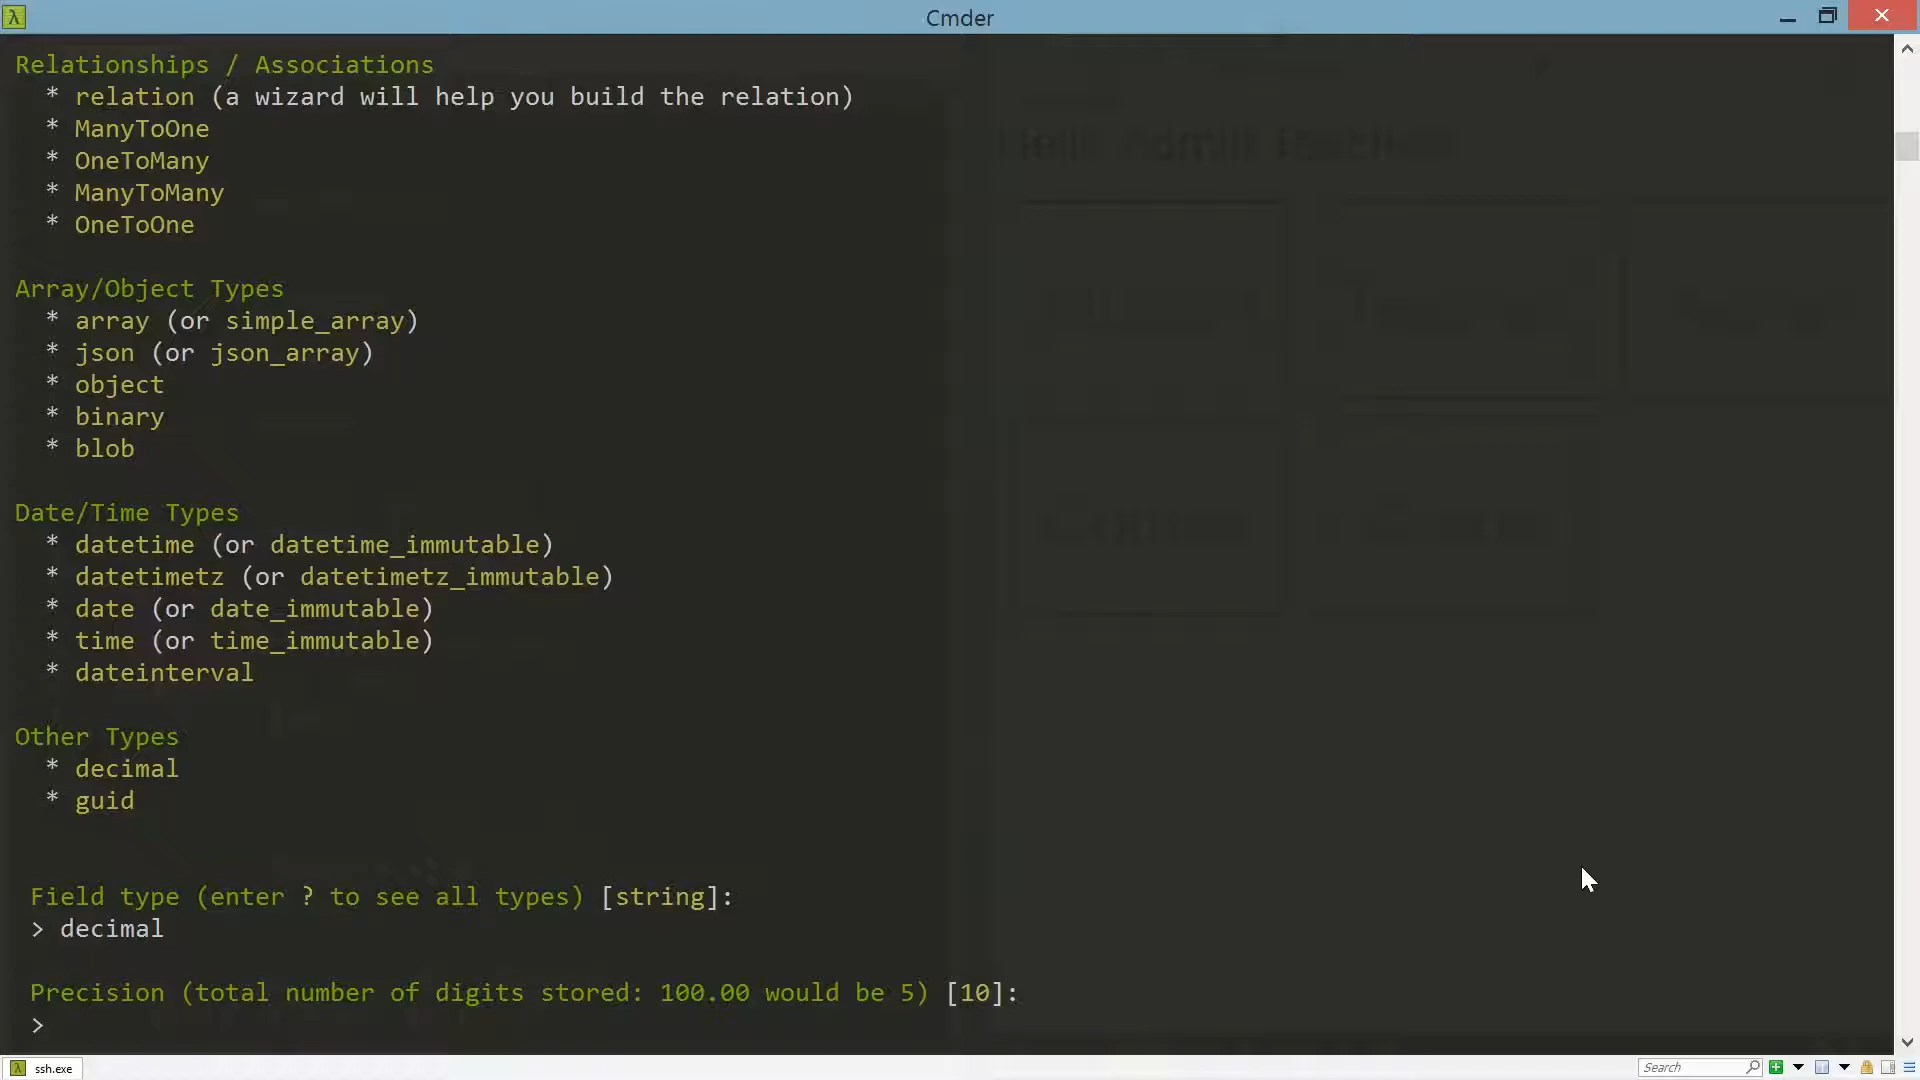 Cmder
Relationships / Associations
* relation (a wizard will help you build the relation)
* ManyToOne
* OneToMany
* ManyToMany
* OneToOne
Array/Object Types
* array (or simple_array)
* json (or json_array)
* object
* binary
* blob
Date/Time Types
* datetime (or datetime_immutable)
* datetimetz (or datetimetz_immutable)
* date (or date_immutable)
* time (or time_immutable)
* dateinterval
Other Types
* decimal
* guid
Field type (enter ? to see all types) [string]:
> decimal
Precision (total number of digits stored: 100.00 would be 5) [10]:
>
λ ssh.exe
Search